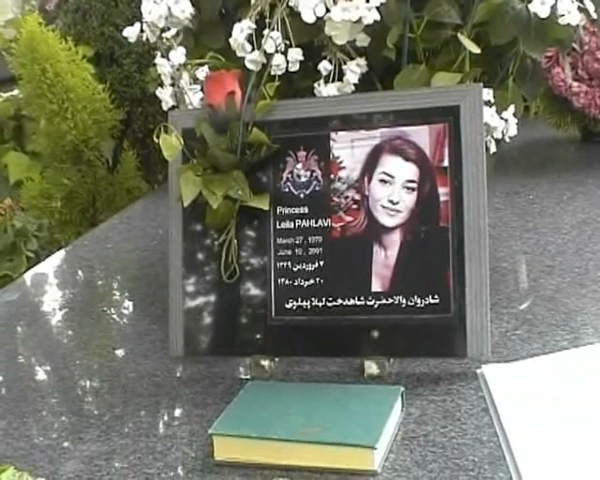 Princess
Leila PAHLAVI
March 27, 1970
June 10, 2001
۷ فروردین ۱۳۴۹
۲۰ خرداد ۱۳۸۰
شادروان والاحضرت شاهدخت لیلا پهلوی